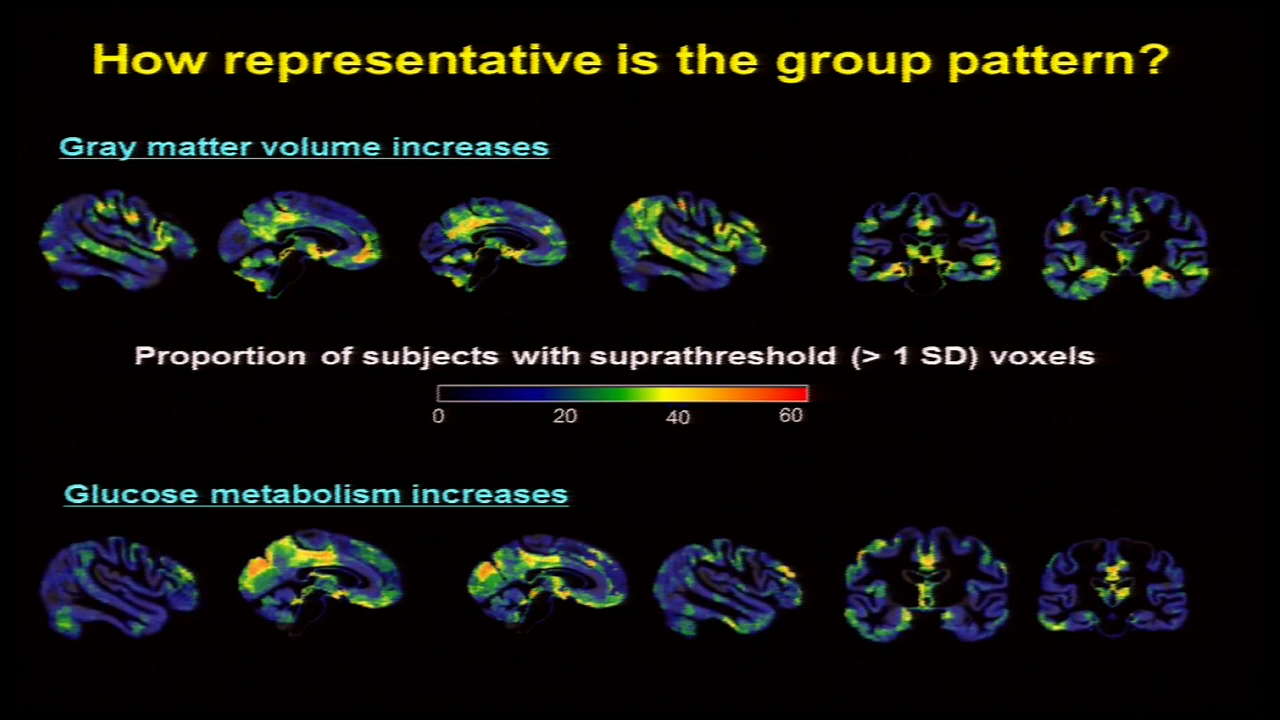 How representative is the group pattern?
Gray matter volume increases
Proportion of subjects with suprathreshold (> 1 SD) voxels
0 20 40 60
Glucose metabolism increases